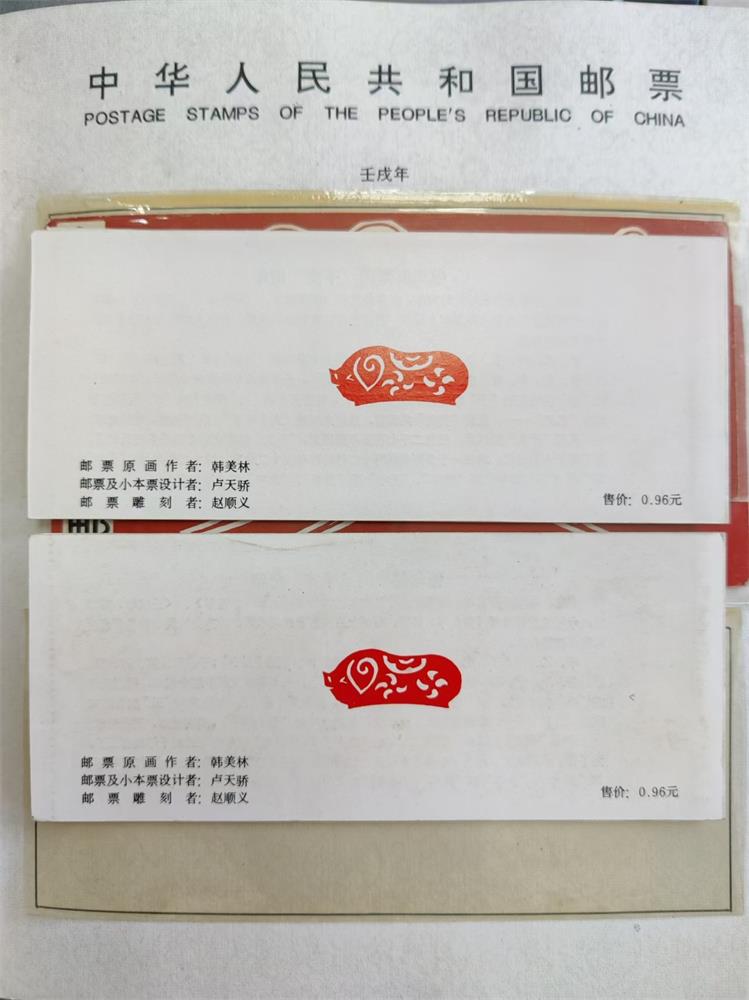 中华人民共和国邮票
POSTAGE STAMPS OF THE PEOPLE'S REPUBLIC OF CHINA
壬戌年
邮票原画作者：韩美林
邮票及小本票设计者：卢天骄
邮票雕刻者：赵顺义
售价：0.96元
邮票原画作者：韩美林
邮票及小本票设计者：卢天骄
邮票雕刻者：赵顺义
售价：0.96元